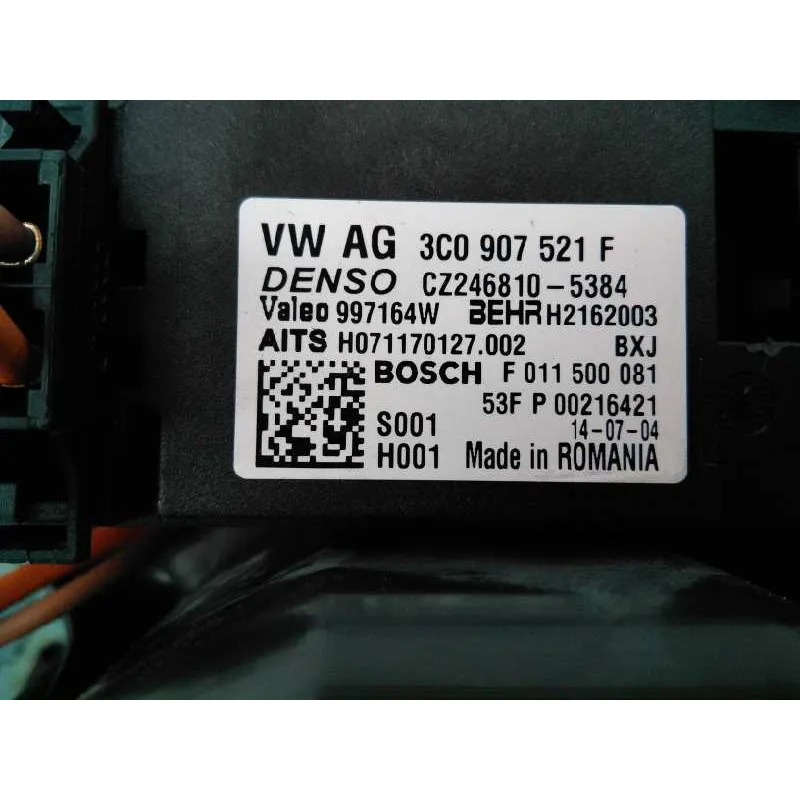 VW AG 3C0 907 521 F
DENSO CZ246810-5384
Valeo 997164W BEHR H2162003
AITS H071170127.002 BXJ
BOSCH F 011 500 081
53F P 00216421
S001 14-07-04
H001 Made in ROMANIA